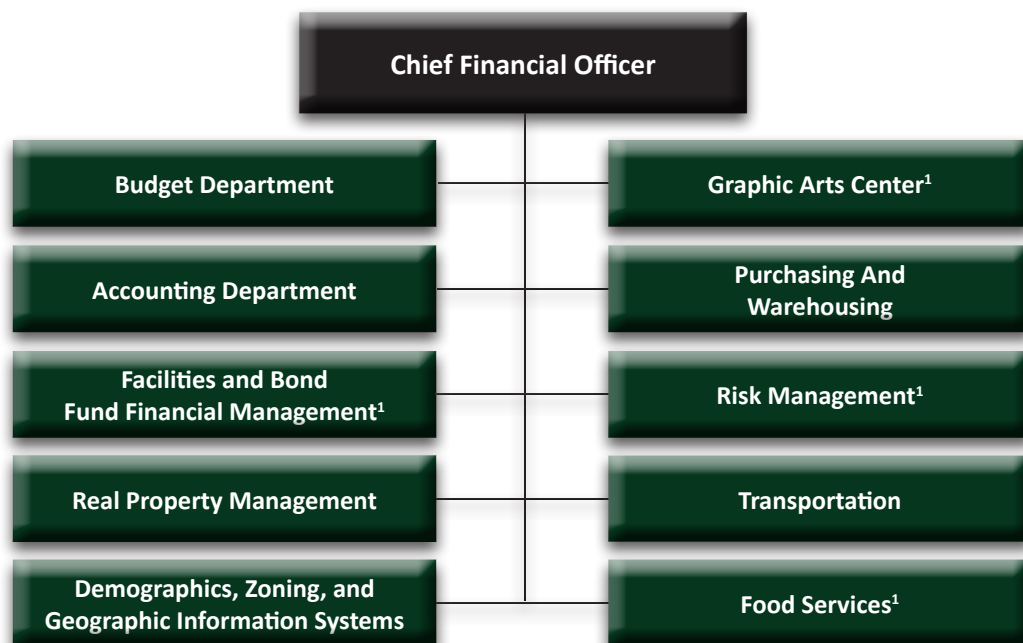 Chief Financial Officer
Budget Department
Graphic Arts Center¹
Accounting Department
Purchasing And
Warehousing
Facilities and Bond
Fund Financial Management¹
Risk Management¹
Real Property Management
Transportation
Demographics, Zoning, and
Geographic Information Systems
Food Services¹